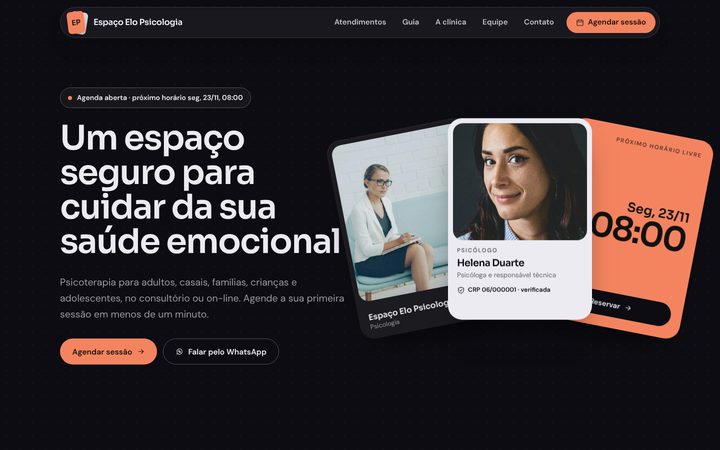 EP
Espaço Elo Psicologia
Atendimentos
Guia
A clínica
Equipe
Contato
Agendar sessão
Agenda aberta · próximo horário seg, 23/11, 08:00
Um espaço
seguro para
cuidar da sua
saúde emocional
Psicoterapia para adultos, casais, famílias, crianças e
adolescentes, no consultório ou on-line. Agende a sua primeira
sessão em menos de um minuto.
Agendar sessão
Falar pelo WhatsApp
Espaço Elo Psicolog
Psicologia
PSICÓLOGO
Helena Duarte
Psicóloga e responsável técnica
CRP 06/000001 · verificada
PRÓXIMO HORÁRIO LIVRE
Seg, 23/11
08:00
Reservar